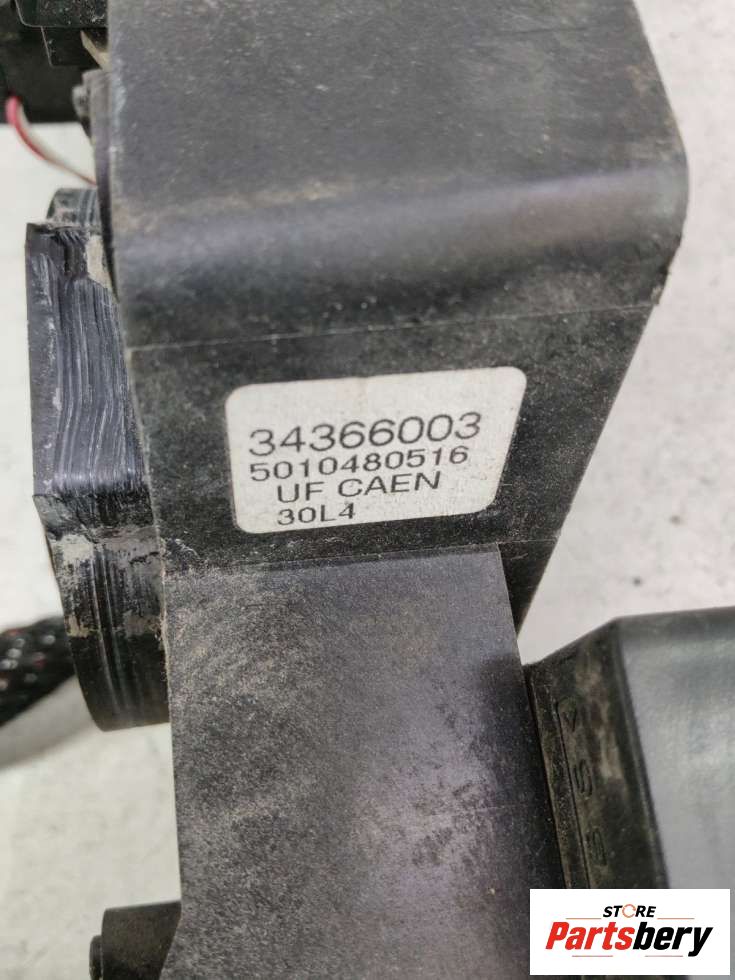 34366003
5010480516
UF CAEN
30L4
STORE
Partsbery